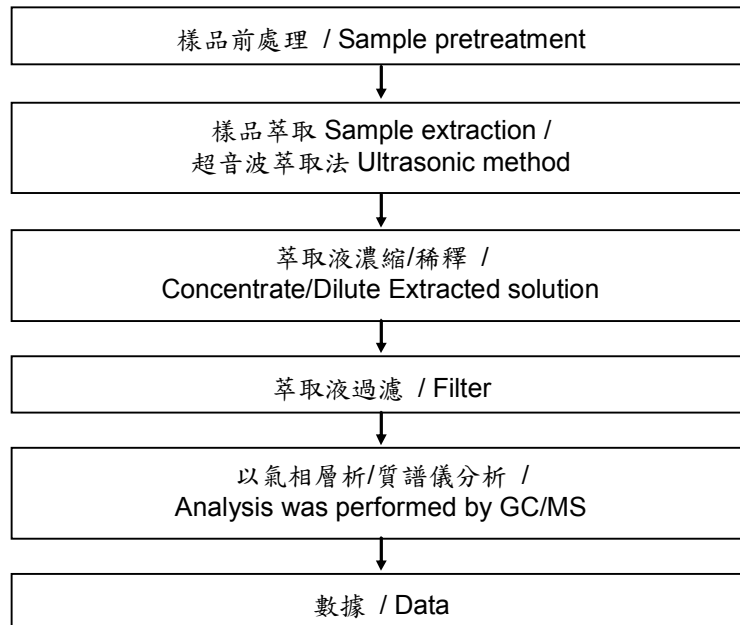 樣品前處理 / Sample pretreatment
樣品萃取 Sample extraction /
超音波萃取法 Ultrasonic method
萃取液濃縮/稀釋 /
Concentrate/Dilute Extracted solution
萃取液過濾 / Filter
以氣相層析/質譜儀分析 /
Analysis was performed by GC/MS
數據 / Data